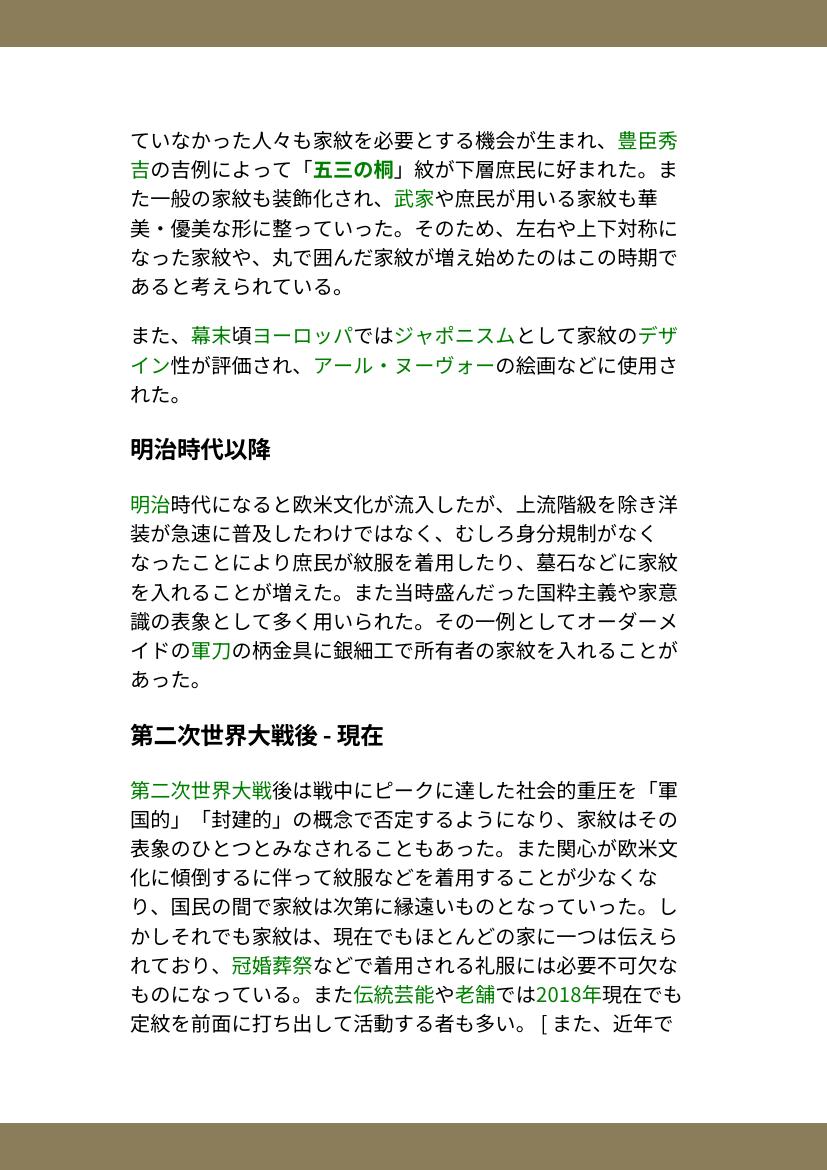 ていなかった人々も家紋を必要とする機会が生まれ、豊臣秀
吉の吉例によって「五三の桐」紋が下層庶民に好まれた。ま
た一般の家紋も装飾化され、武家や庶民が用いる家紋も華
美・優美な形に整っていった。そのため、左右や上下対称に
なった家紋や、丸で囲んだ家紋が増え始めたのはこの時期で
あると考えられている。
また、幕末頃ヨーロッパではジャポニスムとして家紋のデザ
イン性が評価され、アール・ヌーヴォーの絵画などに使用さ
れた。
明治時代以降
明治時代になると欧米文化が流入したが、上流階級を除き洋
装が急速に普及したわけではなく、むしろ身分規制がなく
なったことにより庶民が紋服を着用したり、墓石などに家紋
を入れることが増えた。また当時盛んだった国粋主義や家意
識の表象として多く用いられた。その一例としてオーダーメ
イドの軍刀の柄金具に銀細工で所有者の家紋を入れることが
あった。
第二次世界大戦後 - 現在
第二次世界大戦後は戦中にピークに達した社会的重圧を「軍
国的」「封建的」の概念で否定するようになり、家紋はその
表象のひとつとみなされることもあった。また関心が欧米文
化に傾倒するに伴って紋服などを着用することが少なくな
り、国民の間で家紋は次第に縁遠いものとなっていった。し
かしそれでも家紋は、現在でもほとんどの家に一つは伝えら
れており、冠婚葬祭などで着用される礼服には必要不可欠な
ものになっている。また伝統芸能や老舗では2018年現在でも
定紋を前面に打ち出して活動する者も多い。 [ また、近年で